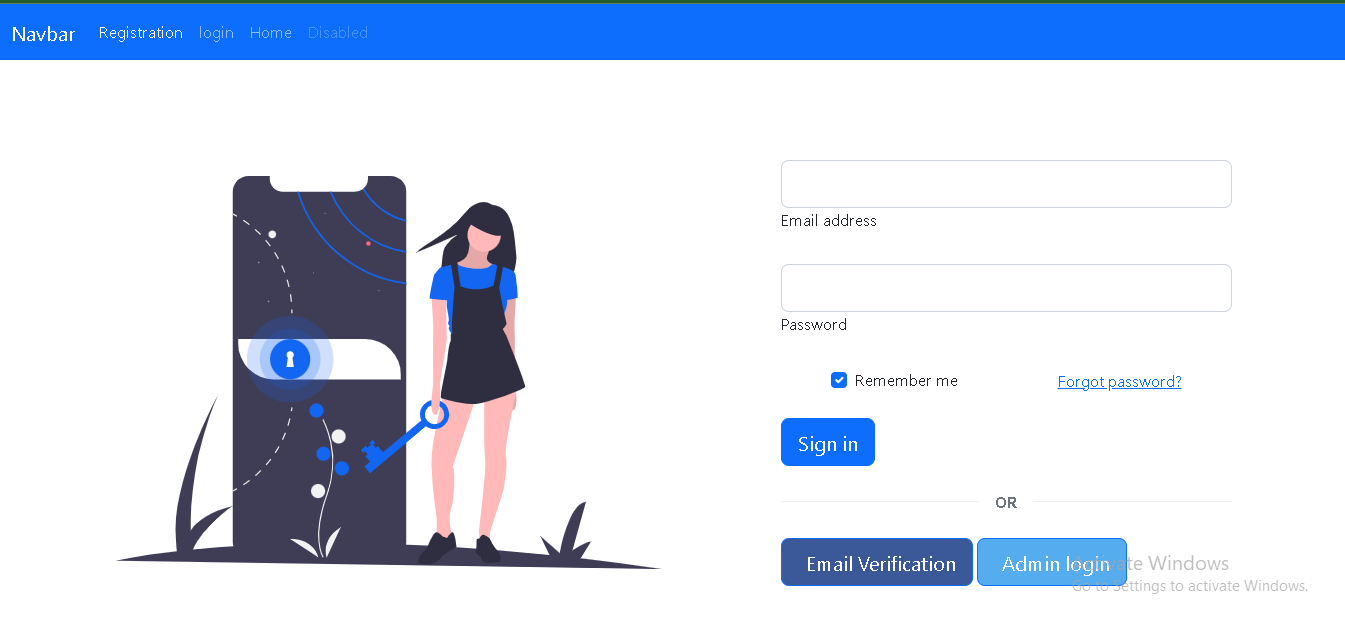 Navbar Registration login Home Disabled
Email address
Password
Remember me Forgot password?
Sign in
OR
Email Verification Admin login
Activate Windows
Go to Settings to activate Windows.